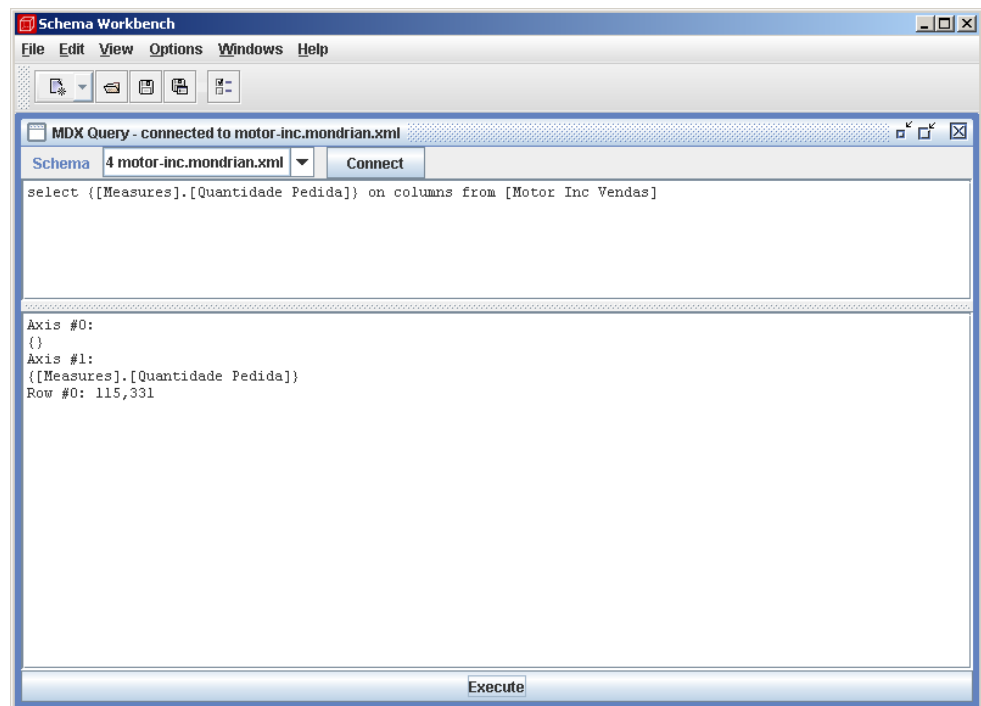 Schema Workbench
File Edit View Options Windows Help
MDX Query - connected to motor-inc.mondrian.xml
Schema 4 motor-inc.mondrian.xml Connect
select {[Measures].[Quantidade Pedida]} on columns from [Motor Inc Vendas]
Axis #0:
{}
Axis #1:
{[Measures].[Quantidade Pedida]}
Row #0: 115,331
Execute